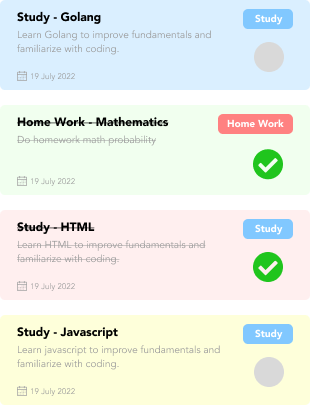 Study - Golang
Study
Learn Golang to improve fundamentals and
familiarize with coding.
19 July 2022
Home Work - Mathematics
Home Work
Do homework math probability
19 July 2022
Study - HTML
Study
Learn HTML to improve fundamentals and
familiarize with coding.
19 July 2022
Study - Javascript
Study
Learn javascript to improve fundamentals and
familiarize with coding.
19 July 2022